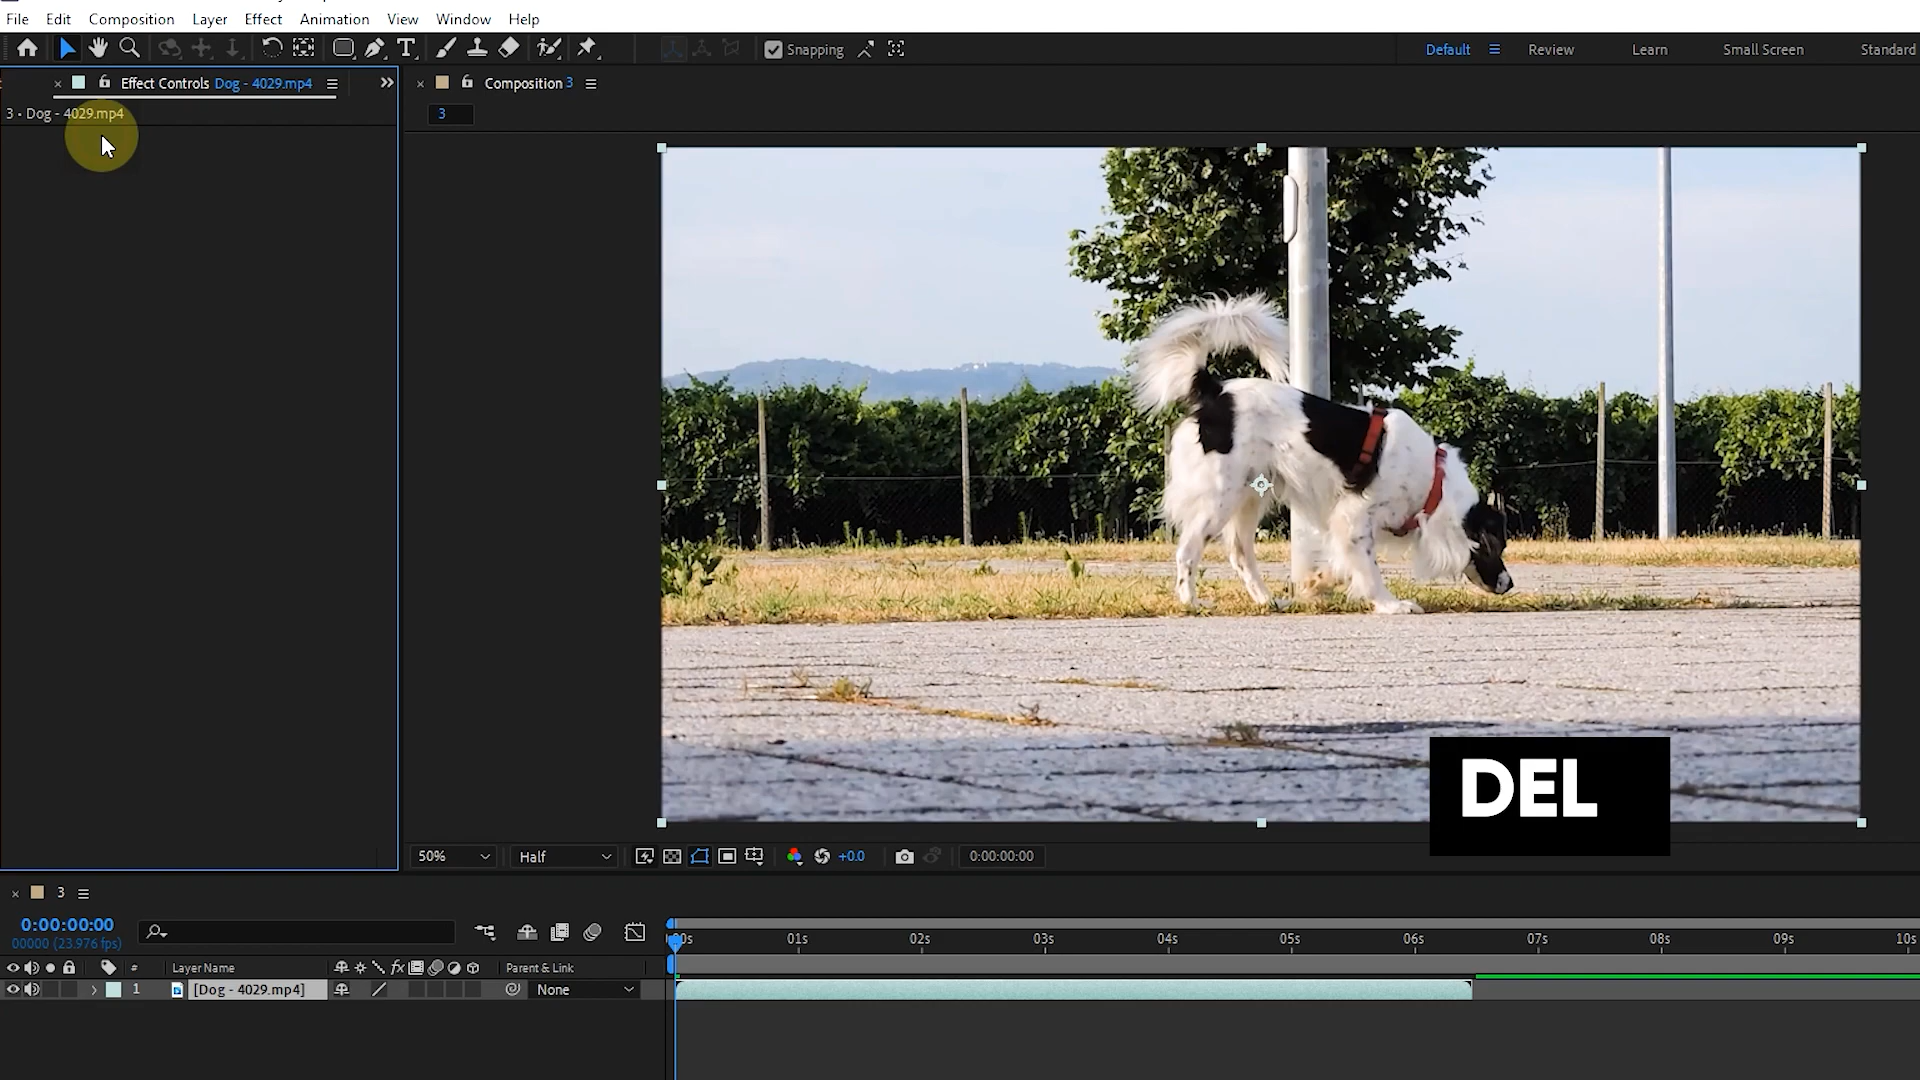 File Edit Composition Layer Effect Animation View Window Help
Snapping Default Review Learn Small Screen Standard
Effect Controls Dog - 4029.mp4 Composition 3
3 • Dog - 4029.mp4
3
DEL
50% Half +0.0 0:00:00:00
3
0:00:00:00
00000 (23.976 fps)
00s 01s 02s 03s 04s 05s 06s 07s 08s 09s 10s
# Layer Name fx Parent & Link
1 [Dog - 4029.mp4] None